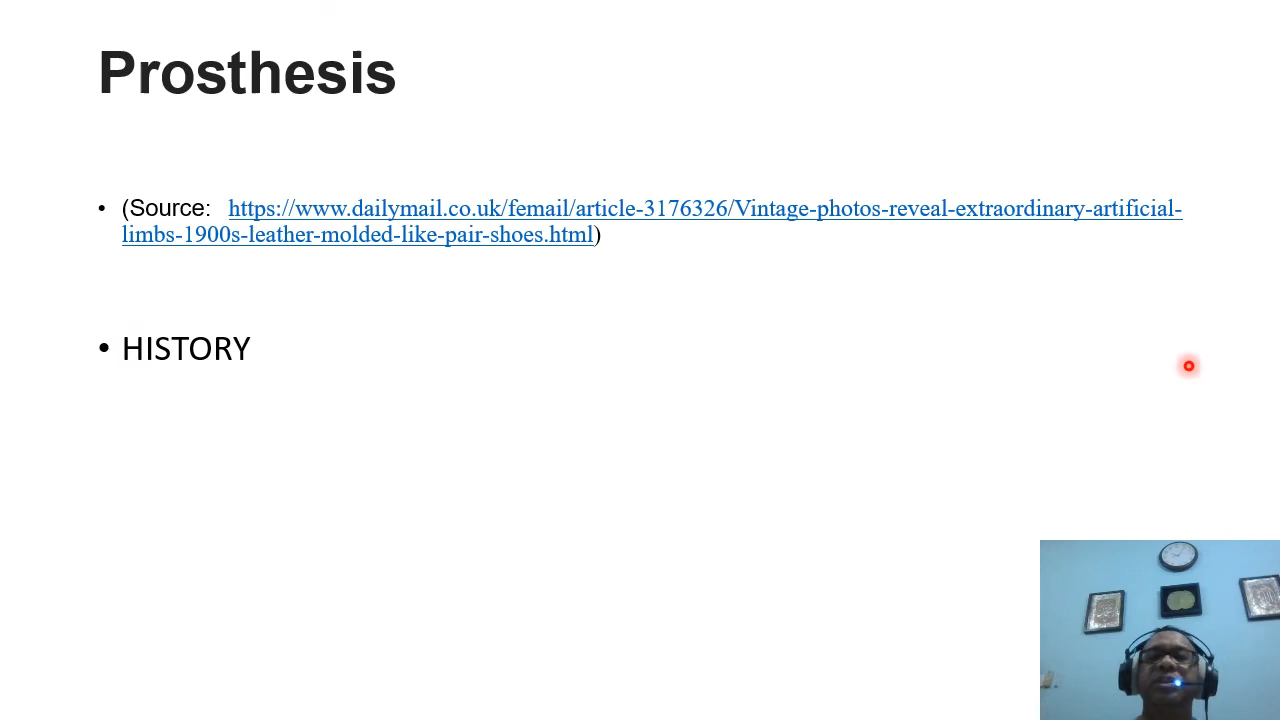 Prosthesis
• (Source: https://www.dailymail.co.uk/femail/article-3176326/Vintage-photos-reveal-extraordinary-artificial-
limbs-1900s-leather-molded-like-pair-shoes.html)
• HISTORY